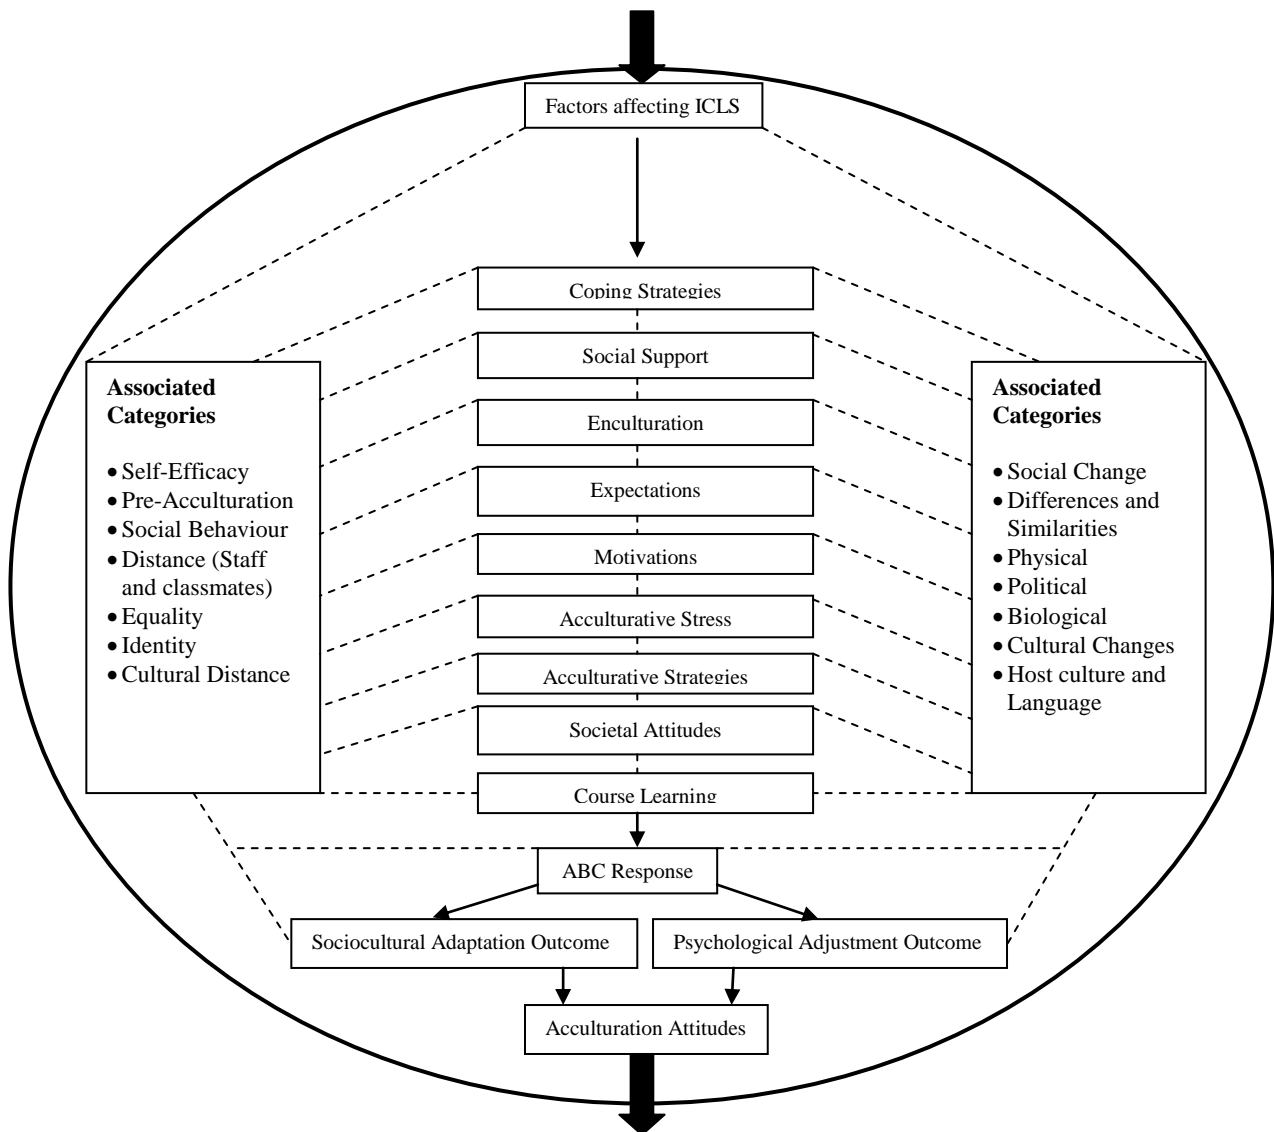 Factors affecting ICLS
Coping Strategies
Social Support
Enculturation
Expectations
Motivations
Acculturative Stress
Acculturative Strategies
Societal Attitudes
Course Learning
Associated
Categories
• Self-Efficacy
• Pre-Acculturation
• Social Behaviour
• Distance (Staff
and classmates)
• Equality
• Identity
• Cultural Distance
Associated
Categories
• Social Change
• Differences and
Similarities
• Physical
• Political
• Biological
• Cultural Changes
• Host culture and
Language
ABC Response
Sociocultural Adaptation Outcome
Psychological Adjustment Outcome
Acculturation Attitudes